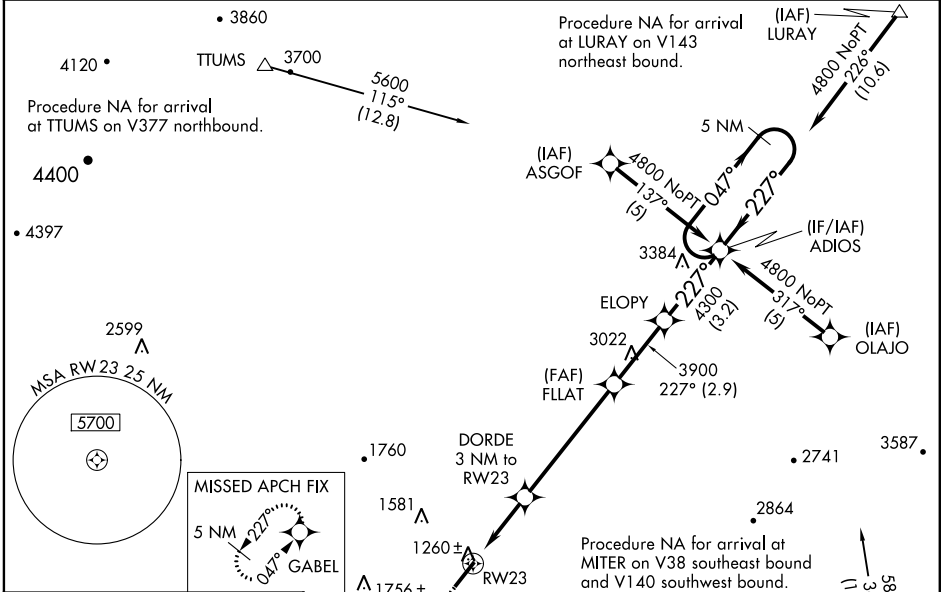 3860
(IAF)
LURAY
Procedure NA for arrival
at LURAY on V143
northeast bound.
4120
TTUMS
3700
5600
115°
(12.8)
4800 NoPT
226°
(10.6)
Procedure NA for arrival
at TTUMS on V377 northbound.
4400
5 NM
(IAF)
ASGOF
4800 NoPT
137°
(5)
047°
227°
4397
(IF/IAF)
ADIOS
3384
227°
4300
(3.2)
4800 NoPT
317°
(5)
ELOPY
(IAF)
OLAJO
2599
3022
3900
227° (2.9)
(FAF)
FLLAT
MSA RW23 25 NM
5700
DORDE
3 NM to
RW23
1760
2741
3587
MISSED APCH FIX
5 NM
227°
047°
GABEL
1581
2864
1260 ±
RW23
Procedure NA for arrival at
MITER on V38 southeast bound
and V140 southwest bound.
1756 ±